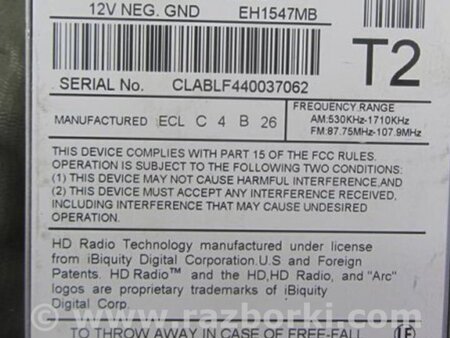 12V NEG. GND EH1547MB
T2
SERIAL No. CLABLF440037062
MANUFACTURED ECL C 4 B 26
FREQUENCY.RANGE
AM:530KHz-1710KHz
FM:87.75MHz-107.9MHz
THIS DEVICE COMPLIES WITH PART 15 OF THE FCC RULES.
OPERATION IS SUBJECT TO THE FOLLOWING TWO CONDITIONS:
(1) THIS DEVICE MAY NOT CAUSE HARMFUL INTERFERENCE,AND
(2) THIS DEVICE MUST ACCEPT ANY INTERFERENCE RECEIVED,
INCLUDING INTERFERENCE THAT MAY CAUSE UNDESIRED
OPERATION.
HD Radio Technology manufactured under license
from iBiquity Digital Corporation.U.S and Foreign
Patents. HD Radio™ and the HD,HD Radio, and "Arc"
logos are proprietary trademarks of iBiquity
Digital Corp.
TO THROW AWAY IN CASE OF FREE-FALL
www.razborki.com